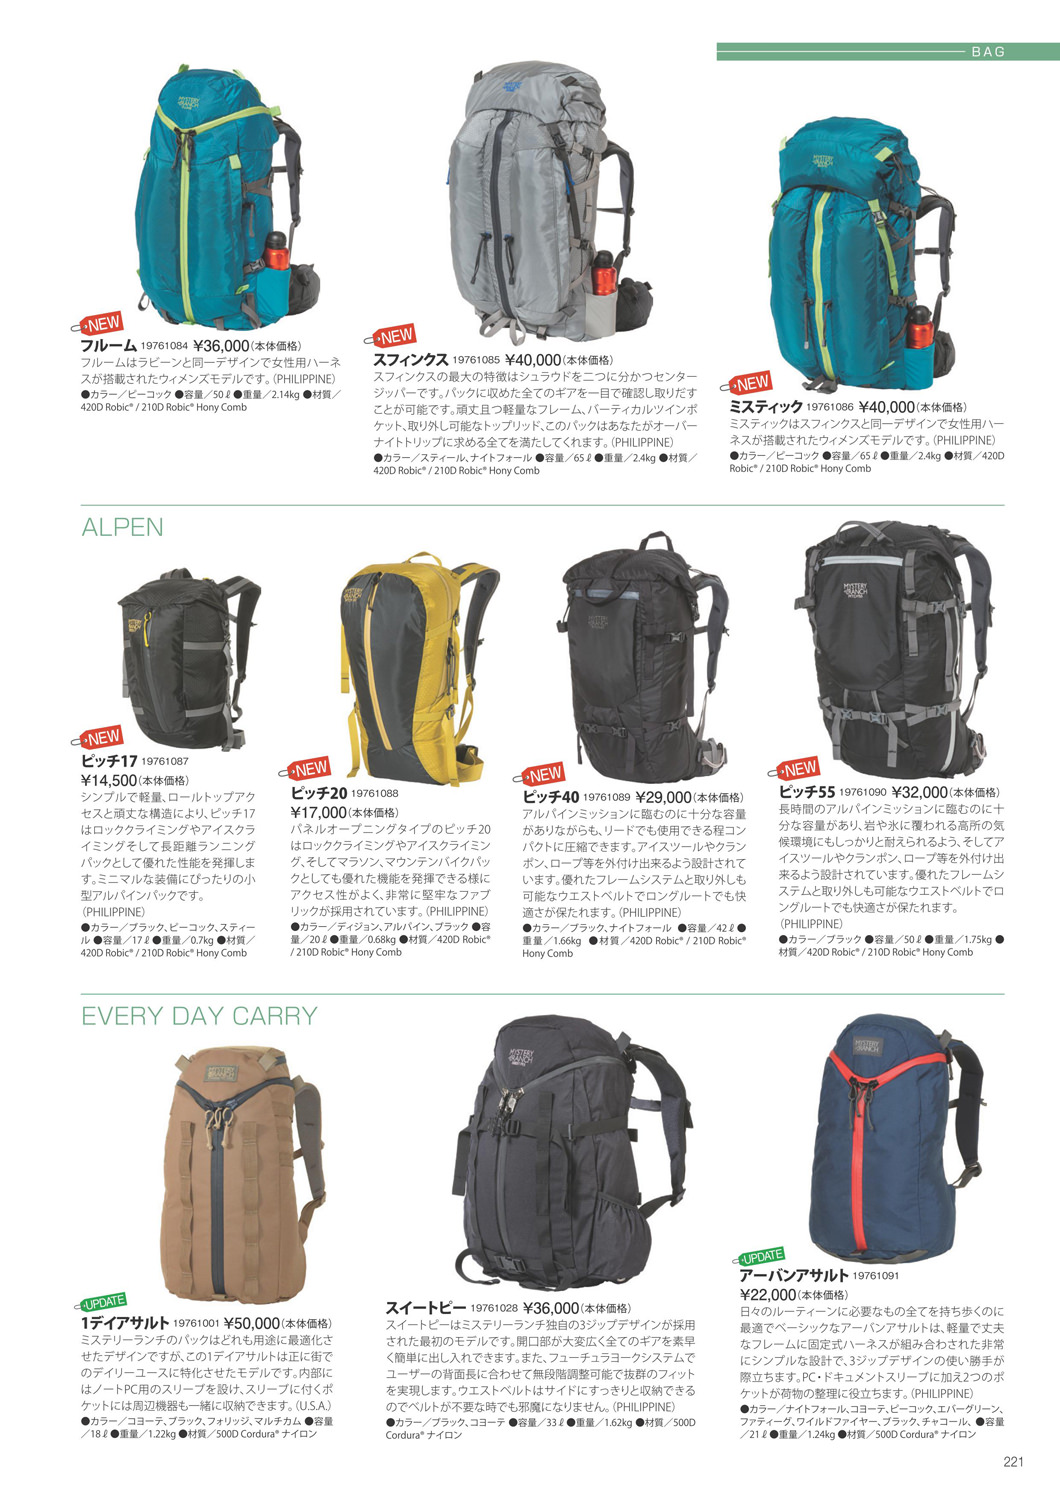 BAG
NEW
フルーム 19761084 ¥36,000(本体価格)
フルームはラビーンと同一デザインで女性用ハーネ
スが搭載されたウィメンズモデルです。(PHILIPPINE)
●カラー／ピーコック ●容量／50ℓ ●重量／2.14kg ●材質／
420D Robic® / 210D Robic® Hony Comb
NEW
スフィンクス 19761085 ¥40,000(本体価格)
スフィンクスの最大の特徴はシュラウドを二つに分かつセンター
ジッパーです。パックに収めた全てのギアを一目で確認し取りだす
ことが可能です。頑丈且つ軽量なフレーム、バーティカルツインポ
ケット、取り外し可能なトップリッド、このパックはあなたがオーバー
ナイトトリップに求める全てを満たしてくれます。(PHILIPPINE)
●カラー／スティール、ナイトフォール ●容量／65ℓ ●重量／2.4kg ●材質／
420D Robic® / 210D Robic® Hony Comb
NEW
ミスティック 19761086 ¥40,000(本体価格)
ミスティックはスフィンクスと同一デザインで女性用ハー
ネスが搭載されたウィメンズモデルです。(PHILIPPINE)
●カラー／ピーコック ●容量／65ℓ ●重量／2.4kg ●材質／420D
Robic® / 210D Robic® Hony Comb
ALPEN
NEW
ピッチ17 19761087
¥14,500(本体価格)
シンプルで軽量、ロールトップアク
セスと頑丈な構造により、ピッチ17
はロッククライミングやアイスクラ
イミングそして長距離ランニング
パックとして優れた性能を発揮しま
す。ミニマルな装備にぴったりの小
型アルパインパックです。
(PHILIPPINE)
●カラー／ブラック、ピーコック、スティー
ル ●容量／17ℓ ●重量／0.7kg ●材質／
420D Robic® / 210D Robic® Hony Comb
NEW
ピッチ20 19761088
¥17,000(本体価格)
パネルオープニングタイプのピッチ20
はロッククライミングやアイスクライミン
グ、そしてマラソン、マウンテンバイクパッ
クとしても優れた機能を発揮できる様に
アクセス性がよく、非常に堅牢なファブ
リックが採用されています。(PHILIPPINE)
●カラー／ディジョン、アルパイン、ブラック ●容
量／20ℓ ●重量／0.68kg ●材質／420D Robic®
/ 210D Robic® Hony Comb
NEW
ピッチ40 19761089 ¥29,000(本体価格)
アルパインミッションに臨むのに十分な容量
がありながらも、リードでも使用できる程コン
パクトに圧縮できます。アイスツールやクラン
ポン、ロープ等を外付け出来るよう設計されて
います。優れたフレームシステムと取り外しも
可能なウエストベルトでロングルートでも快
適さが保たれます。(PHILIPPINE)
●カラー／ブラック、ナイトフォール ●容量／42ℓ ●
重量／1.66kg ●材質／420D Robic® / 210D Robic®
Hony Comb
NEW
ピッチ55 19761090 ¥32,000(本体価格)
長時間のアルパインミッションに臨むのに十
分な容量があり、岩や氷に覆われる高所の気
候環境にもしっかりと耐えられるよう、そしてア
イスツールやクランポン、ロープ等を外付け出
来るよう設計されています。優れたフレームシ
ステムと取り外しも可能なウエストベルトでロ
ングルートでも快適さが保たれます。
(PHILIPPINE)
●カラー／ブラック ●容量／50ℓ ●重量／1.75kg ●
材質／420D Robic® / 210D Robic® Hony Comb
EVERY DAY CARRY
UPDATE
1デイアサルト 19761001 ¥50,000(本体価格)
ミステリーランチのパックはどれも用途に最適化さ
せたデザインですが、この1デイアサルトは正に街で
のデイリーユースに特化させたモデルです。内部に
はノートPC用のスリーブを設け、スリーブに付くポ
ケットには周辺機器も一緒に収納できます。(U.S.A.)
●カラー／コヨーテ、ブラック、フォリッジ、マルチカム ●容量
／18ℓ ●重量／1.22kg ●材質／500D Cordura® ナイロン
スイートピー 19761028 ¥36,000(本体価格)
スイートピーはミステリーランチ独自の3ジップデザインが採用
された最初のモデルです。開口部が大変広く全てのギアを素早
く簡単に出し入れできます。また、フューチュラヨークシステムで
ユーザーの背面長に合わせて無段階調整可能で抜群のフィット
を実現します。ウエストベルトはサイドにすっきりと収納できる
のでベルトが不要な時でも邪魔になりません。(PHILIPPINE)
●カラー／ブラック、コヨーテ ●容量／33ℓ ●重量／1.62kg ●材質／500D
Cordura® ナイロン
UPDATE
アーバンアサルト 19761091
¥22,000(本体価格)
日々のルーティーンに必要なもの全てを持ち歩くのに
最適でベーシックなアーバンアサルトは、軽量で丈夫
なフレームに固定式ハーネスが組み合わされた非常
にシンプルな設計で、3ジップデザインの使い勝手が
際立ちます。PC・ドキュメントスリーブに加え2つのポ
ケットが荷物の整理に役立ちます。(PHILIPPINE)
●カラー／ナイトフォール、コヨーテ、ピーコック、エバーグリーン、
ファティーグ、ワイルドファイヤー、ブラック、チャコール、 ●容量
／21ℓ ●重量／1.24kg ●材質／500D Cordura® ナイロン
221